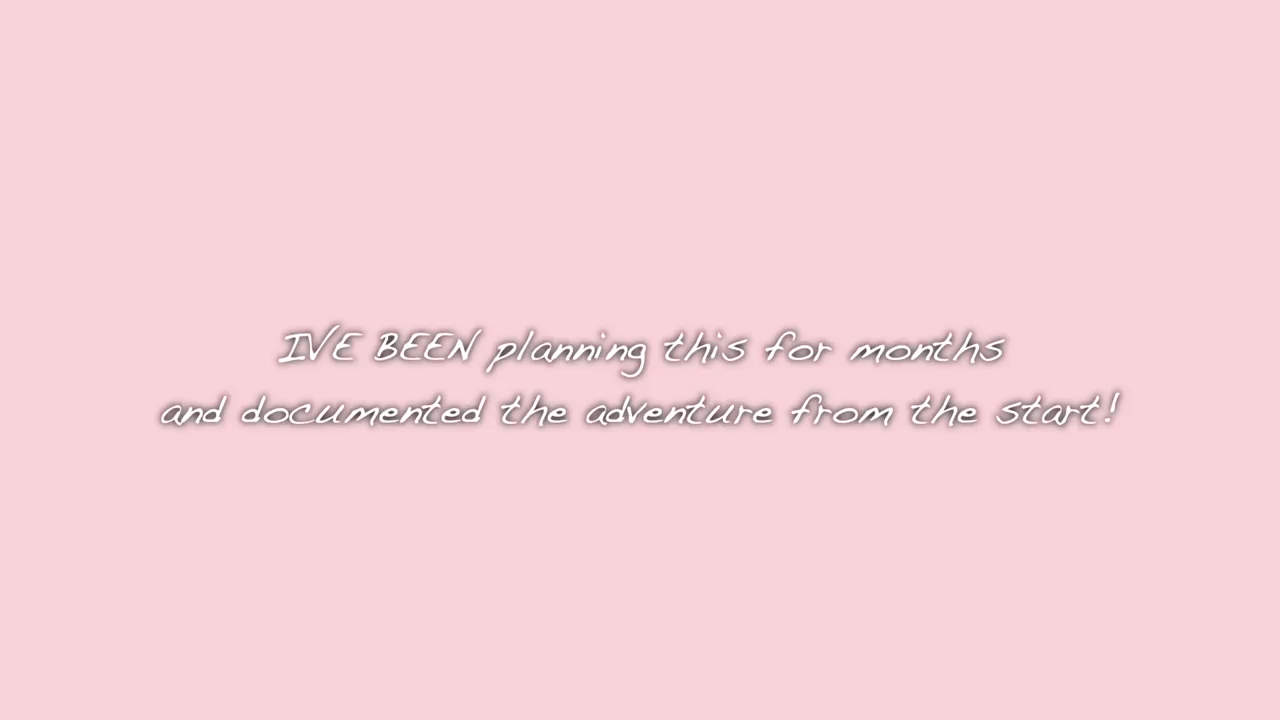 IVE BEEN planning this for months
and documented the adventure from the start!